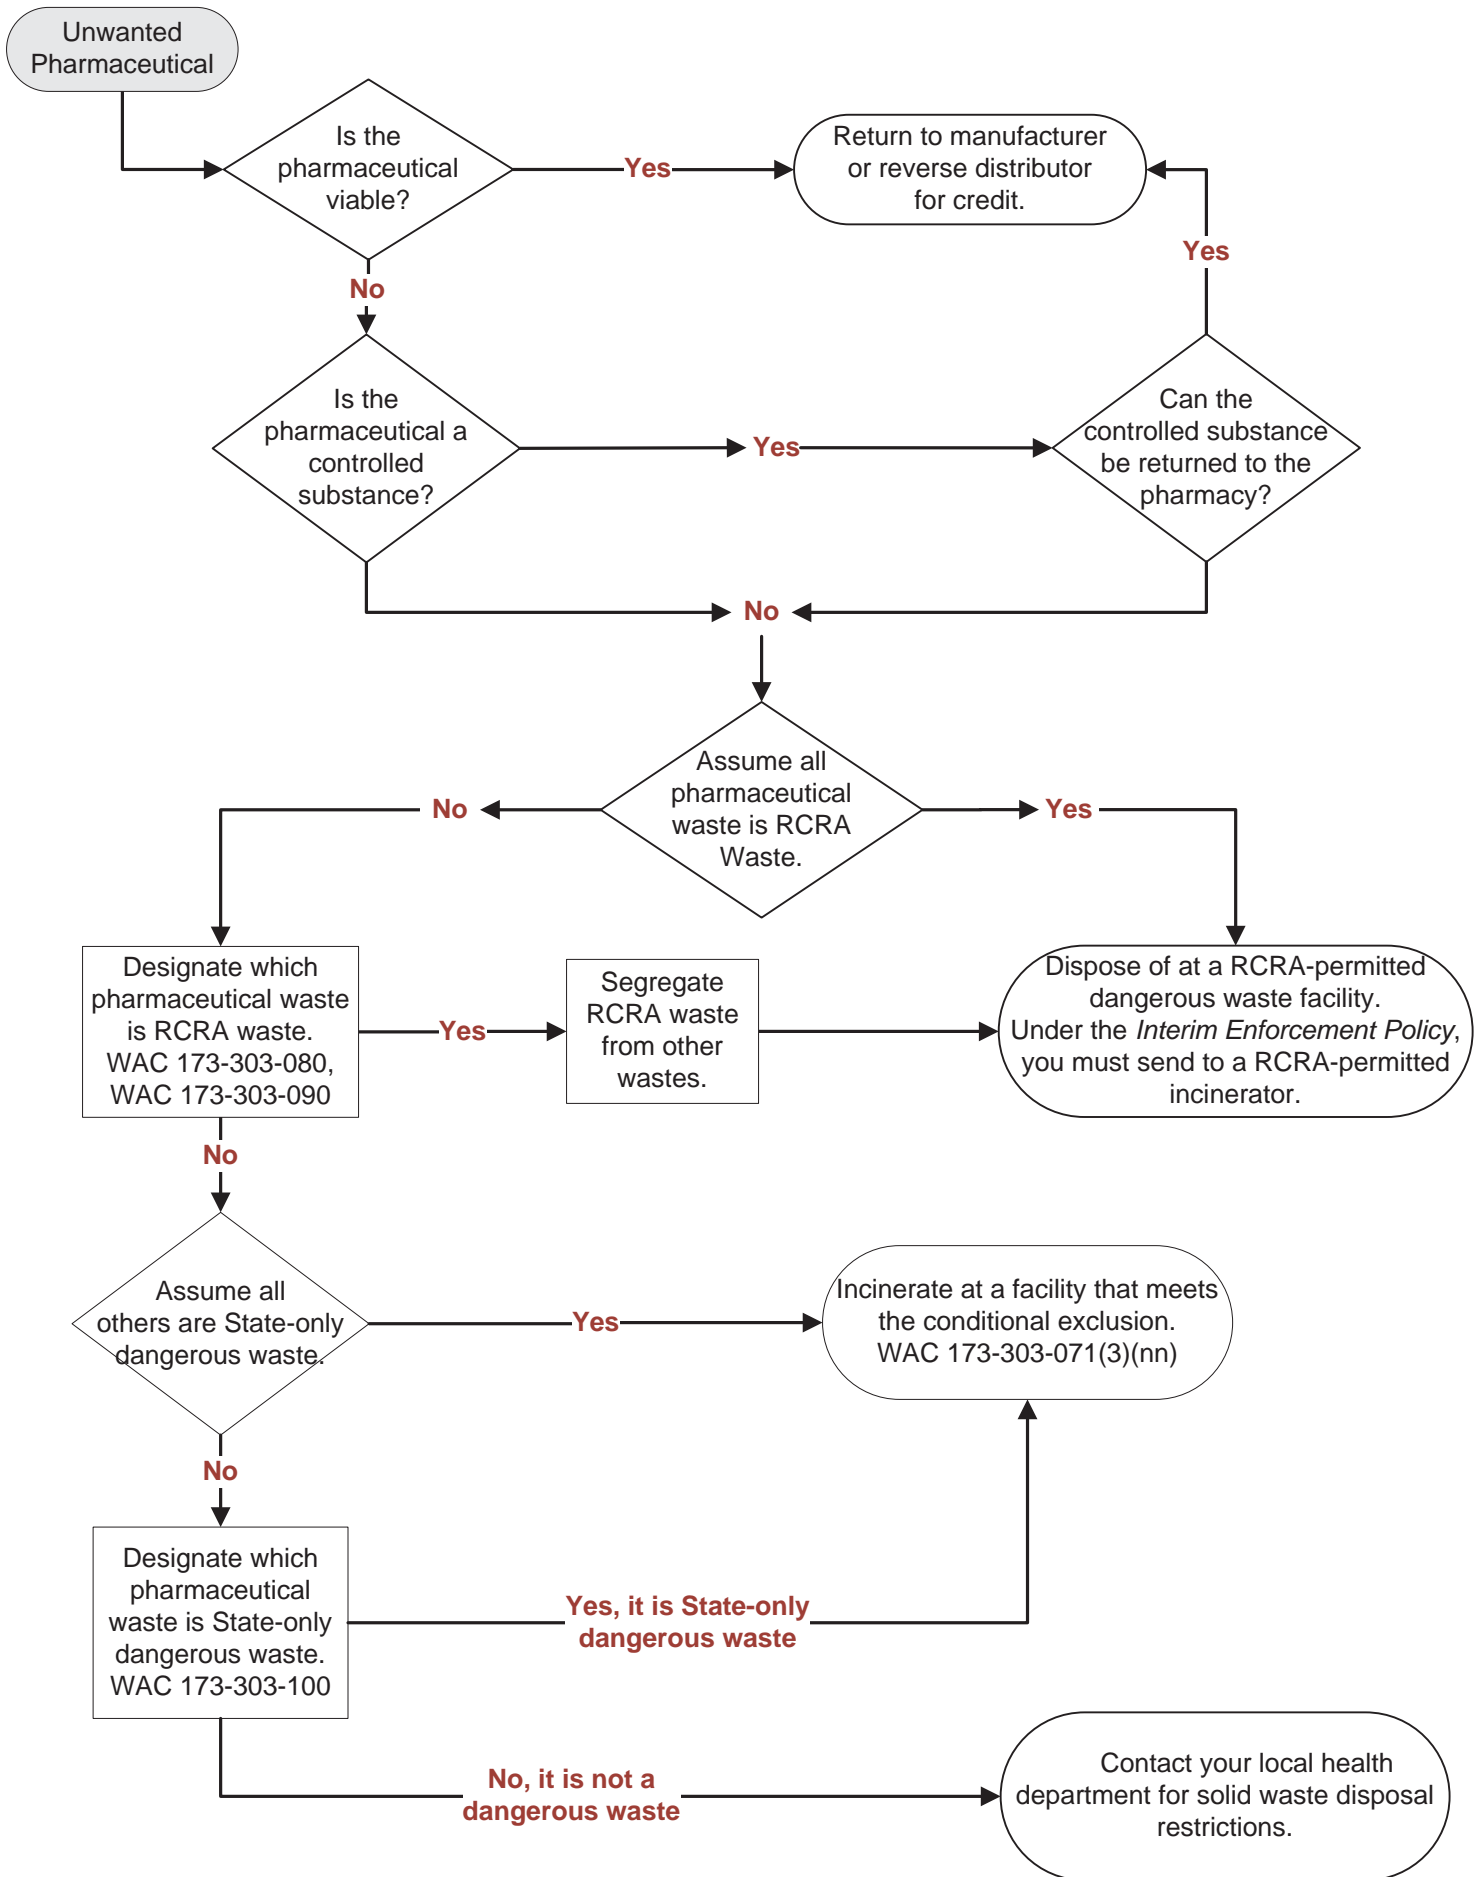 Unwanted
Pharmaceutical
Is the
pharmaceutical
viable?
Yes
Return to manufacturer
or reverse distributor
for credit.
No
Yes
Is the
pharmaceutical a
controlled
substance?
Yes
Can the
controlled substance
be returned to the
pharmacy?
No
Assume all
pharmaceutical
waste is RCRA
Waste.
No
Yes
Designate which
pharmaceutical waste
is RCRA waste.
WAC 173-303-080,
WAC 173-303-090
Yes
Segregate
RCRA waste
from other
wastes.
Dispose of at a RCRA-permitted
dangerous waste facility.
Under the Interim Enforcement Policy,
you must send to a RCRA-permitted
incinerator.
No
Assume all
others are State-only
dangerous waste.
Yes
Incinerate at a facility that meets
the conditional exclusion.
WAC 173-303-071(3)(nn)
No
Designate which
pharmaceutical
waste is State-only
dangerous waste.
WAC 173-303-100
Yes, it is State-only
dangerous waste
No, it is not a
dangerous waste
Contact your local health
department for solid waste disposal
restrictions.